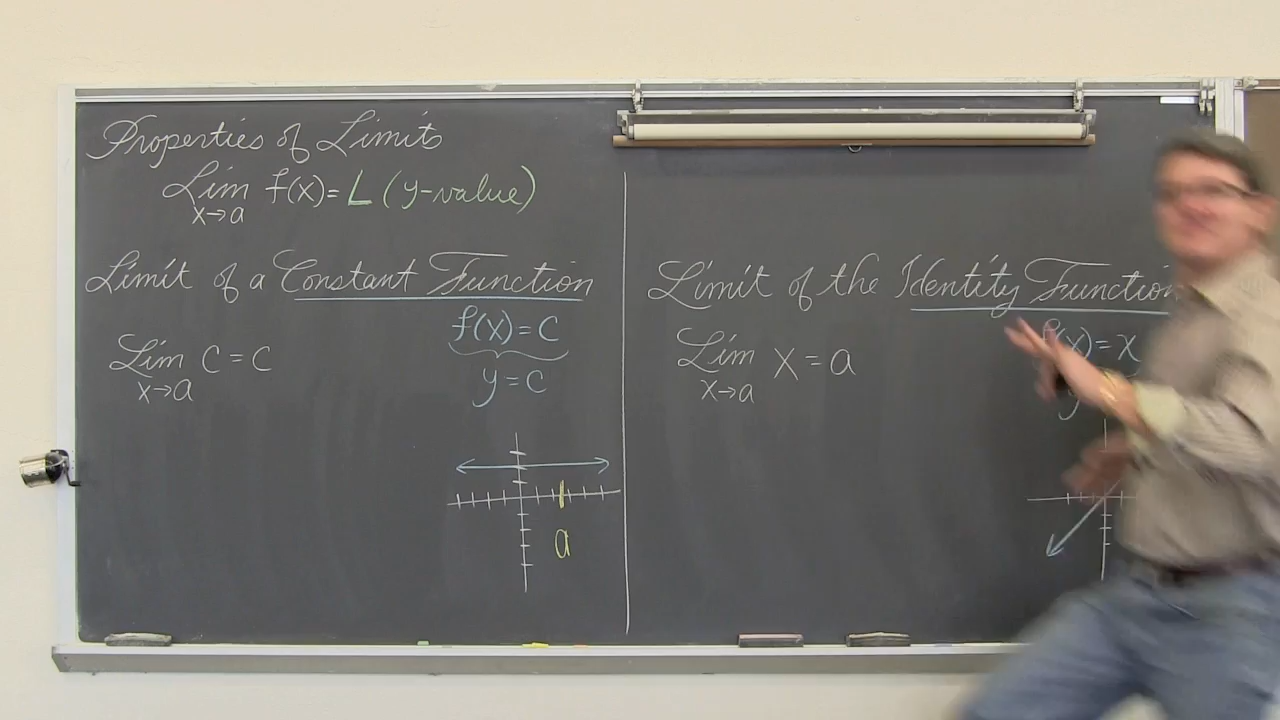 Properties of Limits
Lim f(x) = L (y-value)
x→a
Limit of a Constant Function
f(x) = C
Lim C = C
x→a
y = C
a
Limit of the Identity Function
f(x) = x
Lim X = a
x→a
y